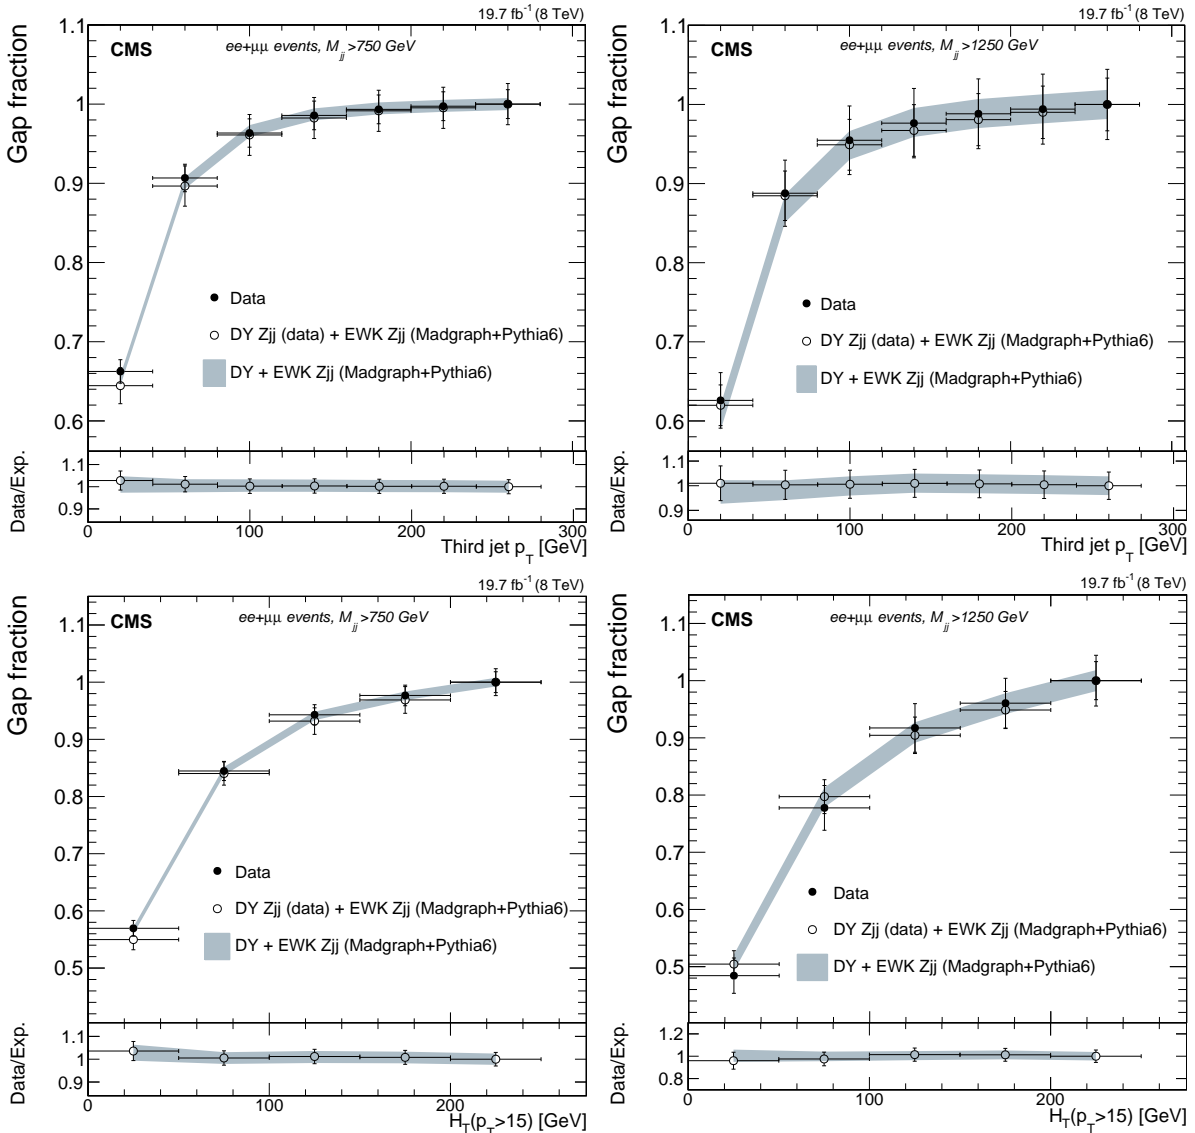 19.7 fb⁻¹ (8 TeV)
CMS
ee+μμ events, M_jj >750 GeV
Gap fraction
1.1
1
0.9
0.8
0.7
0.6
Data
DY Zjj (data) + EWK Zjj (Madgraph+Pythia6)
DY + EWK Zjj (Madgraph+Pythia6)
Data/Exp.
1.1
1
0.9
0 100 200 300
Third jet p_T [GeV]
19.7 fb⁻¹ (8 TeV)
CMS
ee+μμ events, M_jj >1250 GeV
Gap fraction
1.1
1
0.9
0.8
0.7
0.6
Data
DY Zjj (data) + EWK Zjj (Madgraph+Pythia6)
DY + EWK Zjj (Madgraph+Pythia6)
Data/Exp.
1.1
1
0.9
0 100 200 300
Third jet p_T [GeV]
19.7 fb⁻¹ (8 TeV)
CMS
ee+μμ events, M_jj >750 GeV
Gap fraction
1.1
1
0.9
0.8
0.7
0.6
0.5
Data
DY Zjj (data) + EWK Zjj (Madgraph+Pythia6)
DY + EWK Zjj (Madgraph+Pythia6)
Data/Exp.
1.1
1
0.9
0 100 200
H_T(p_T>15) [GeV]
19.7 fb⁻¹ (8 TeV)
CMS
ee+μμ events, M_jj >1250 GeV
Gap fraction
1.1
1
0.9
0.8
0.7
0.6
0.5
Data
DY Zjj (data) + EWK Zjj (Madgraph+Pythia6)
DY + EWK Zjj (Madgraph+Pythia6)
Data/Exp.
1.2
1
0.8
0 100 200
H_T(p_T>15) [GeV]